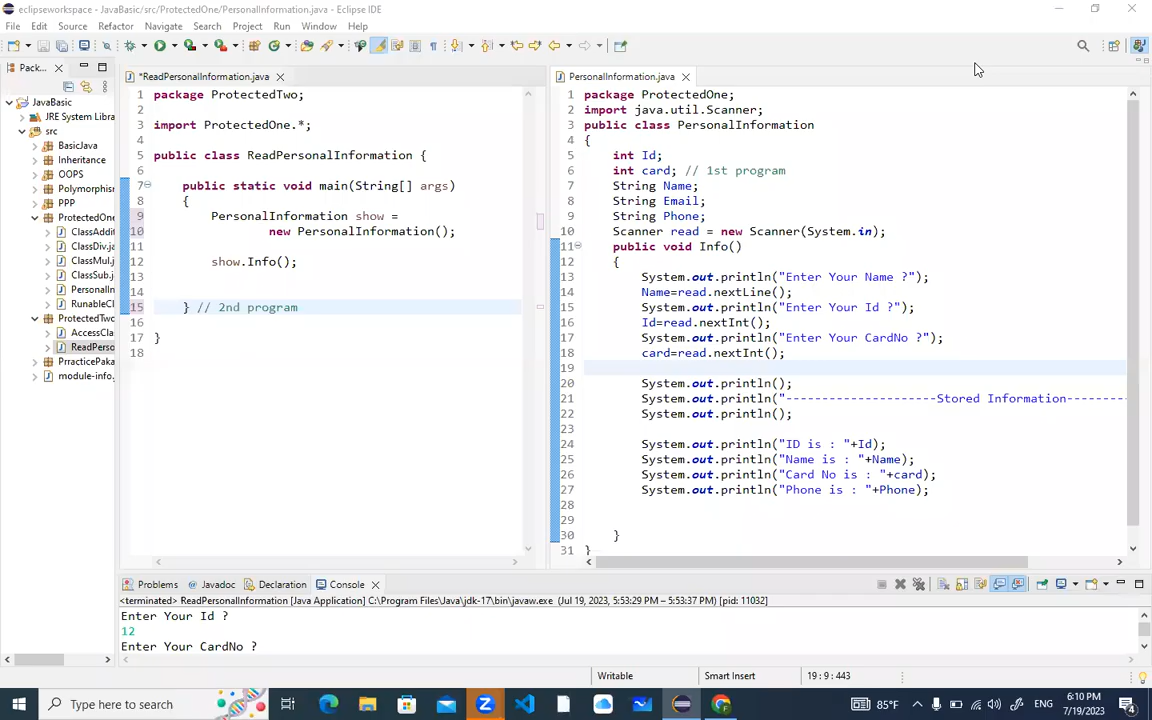 eclipseworkspace - JavaBasic/src/ProtectedOne/PersonalInformation.java - Eclipse IDE
File Edit Source Refactor Navigate Search Project Run Window Help
Pack...
JavaBasic
JRE System Libra
src
BasicJava
Inheritance
OOPS
Polymorphism
PPP
ProtectedOne
ClassAddi
ClassDiv.ja
ClassMul.
ClassSub.j
PersonalIn
RunableCl
ProtectedTwo
AccessCla
ReadPerso
PrracticePaka
module-info.
*ReadPersonalInformation.java
1 package ProtectedTwo;
2
3 import ProtectedOne.*;
4
5 public class ReadPersonalInformation {
6
7 public static void main(String[] args)
8 {
9 PersonalInformation show =
10 new PersonalInformation();
11
12 show.Info();
13
14
15 } // 2nd program
16
17 }
18
PersonalInformation.java
1 package ProtectedOne;
2 import java.util.Scanner;
3 public class PersonalInformation
4 {
5 int Id;
6 int card; // 1st program
7 String Name;
8 String Email;
9 String Phone;
10 Scanner read = new Scanner(System.in);
11 public void Info()
12 {
13 System.out.println("Enter Your Name ?");
14 Name=read.nextLine();
15 System.out.println("Enter Your Id ?");
16 Id=read.nextInt();
17 System.out.println("Enter Your CardNo ?");
18 card=read.nextInt();
19
20 System.out.println();
21 System.out.println("---------------------Stored Information-------
22 System.out.println();
23
24 System.out.println("ID is : "+Id);
25 System.out.println("Name is : "+Name);
26 System.out.println("Card No is : "+card);
27 System.out.println("Phone is : "+Phone);
28
29
30 }
31 }
Problems Javadoc Declaration Console
<terminated> ReadPersonalInformation [Java Application] C:\Program Files\Java\jdk-17\bin\javaw.exe (Jul 19, 2023, 5:53:29 PM – 5:53:37 PM) [pid: 11032]
Enter Your Id ?
12
Enter Your CardNo ?
Writable Smart Insert 19 : 9 : 443
Type here to search
85°F
ENG
6:10 PM
7/19/2023
4